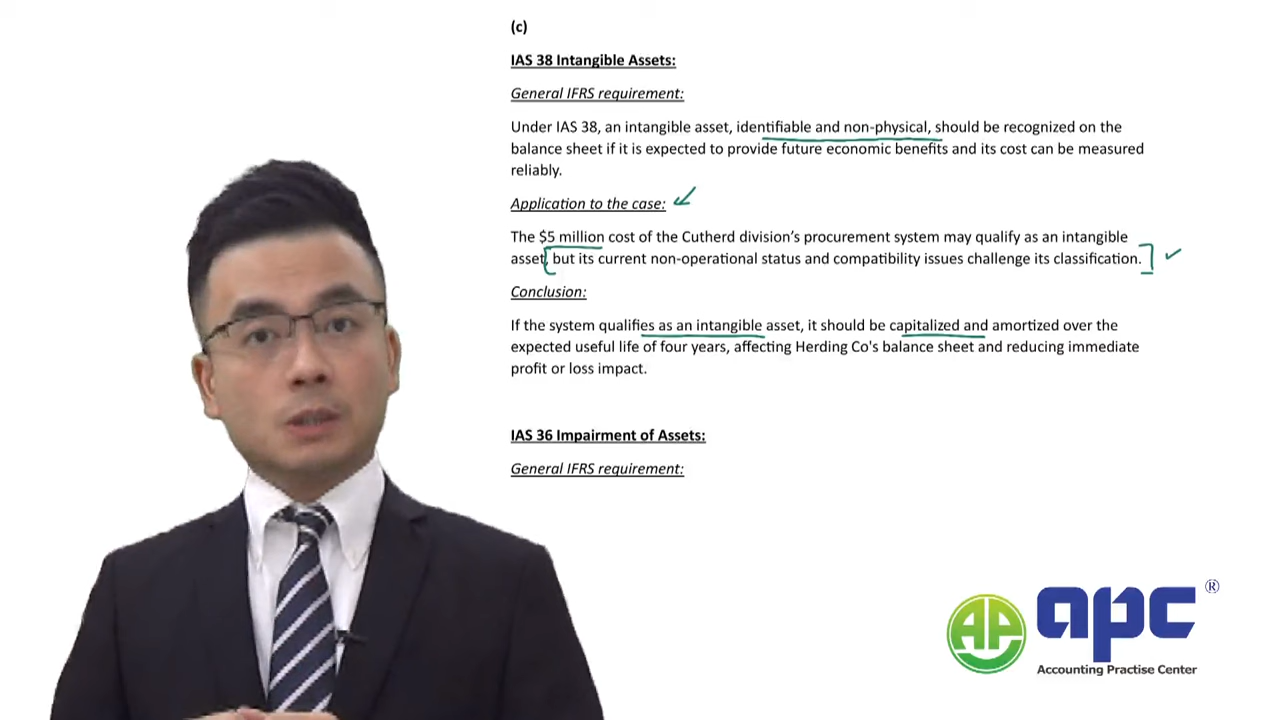 (c)
IAS 38 Intangible Assets:
General IFRS requirement:
Under IAS 38, an intangible asset, identifiable and non-physical, should be recognized on the
balance sheet if it is expected to provide future economic benefits and its cost can be measured
reliably.
Application to the case:
The $5 million cost of the Cutherd division's procurement system may qualify as an intangible
asset, but its current non-operational status and compatibility issues challenge its classification.
Conclusion:
If the system qualifies as an intangible asset, it should be capitalized and amortized over the
expected useful life of four years, affecting Herding Co's balance sheet and reducing immediate
profit or loss impact.
IAS 36 Impairment of Assets:
General IFRS requirement:
AP apc ®
Accounting Practise Center